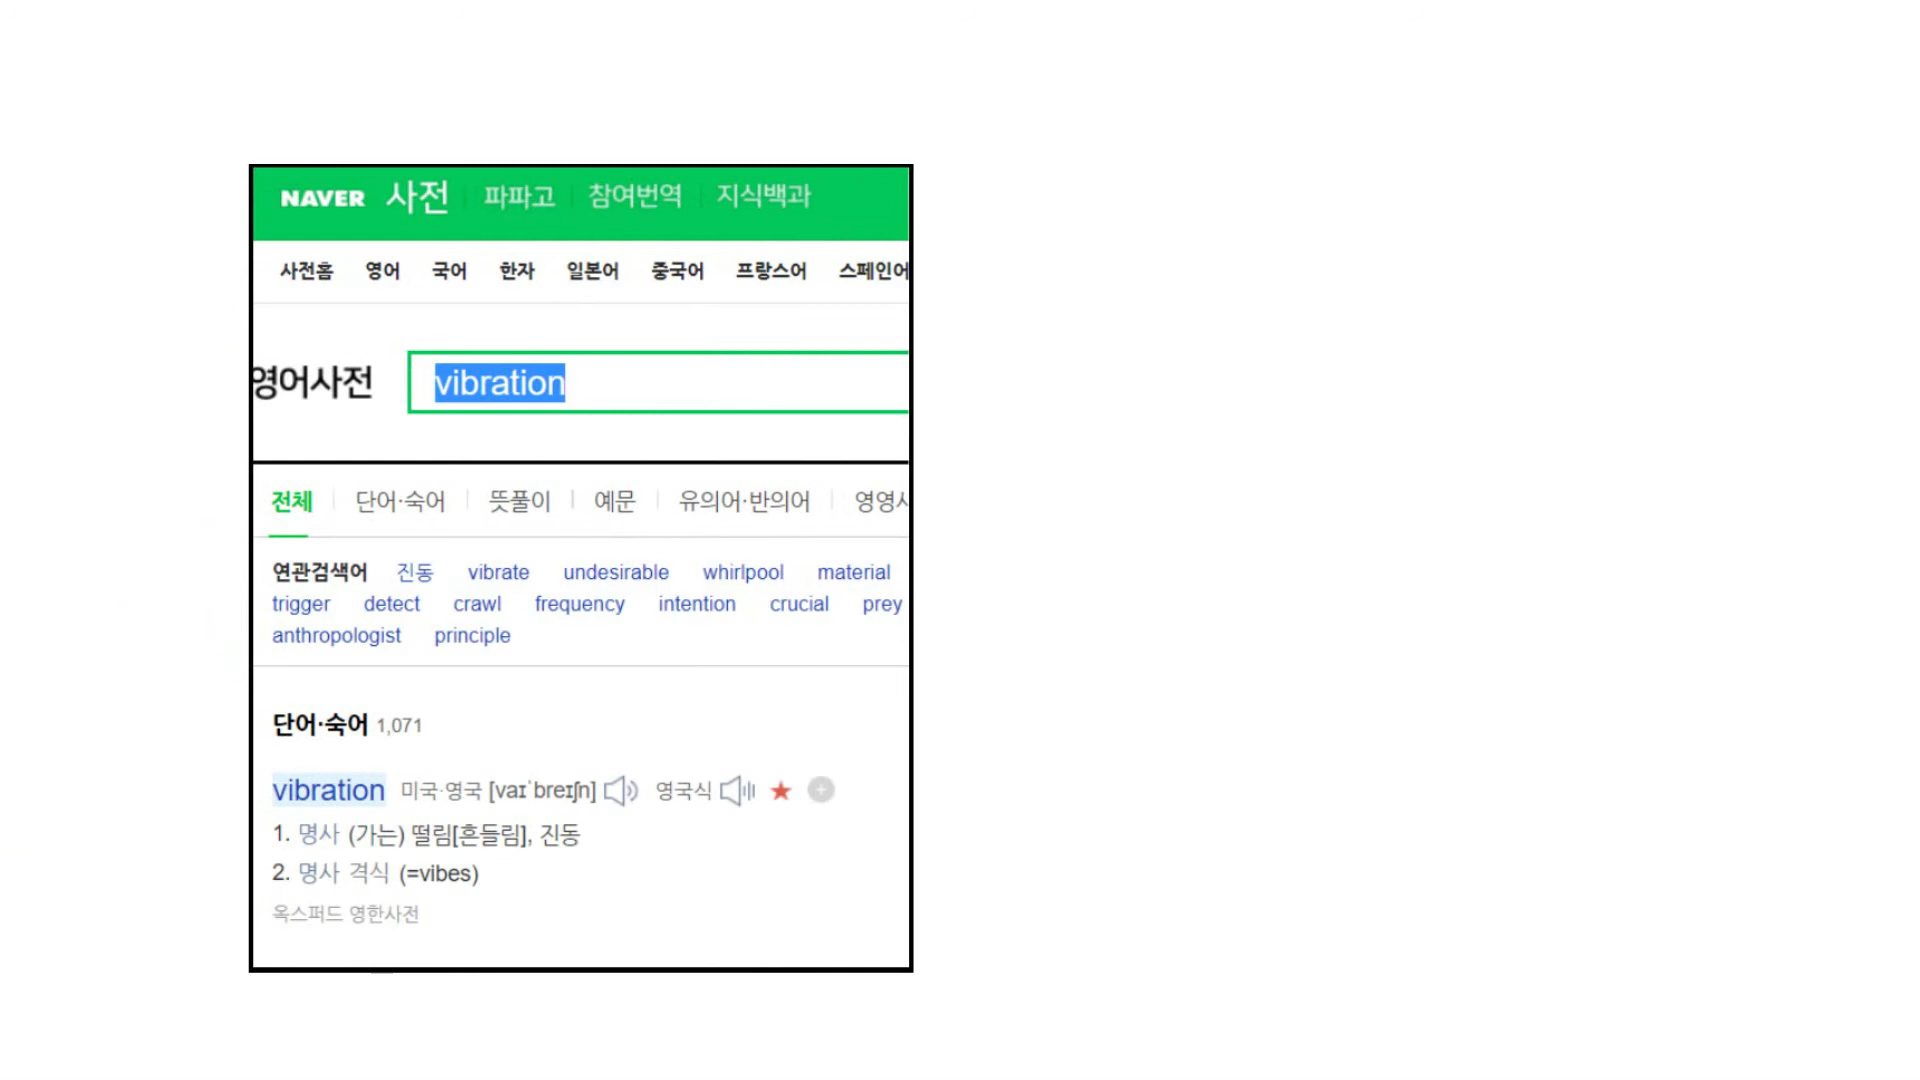 NAVER 사전 파파고 참여번역 지식백과
사전홈 영어 국어 한자 일본어 중국어 프랑스어 스페인어
영어사전 vibration
전체 단어·숙어 뜻풀이 예문 유의어·반의어 영영사
연관검색어 진동 vibrate undesirable whirlpool material
trigger detect crawl frequency intention crucial prey
anthropologist principle
단어·숙어 1,071
vibration 미국·영국 [vaɪˈbreɪʃn] 영국식
1. 명사 (가는) 떨림[흔들림], 진동
2. 명사 격식 (=vibes)
옥스퍼드 영한사전